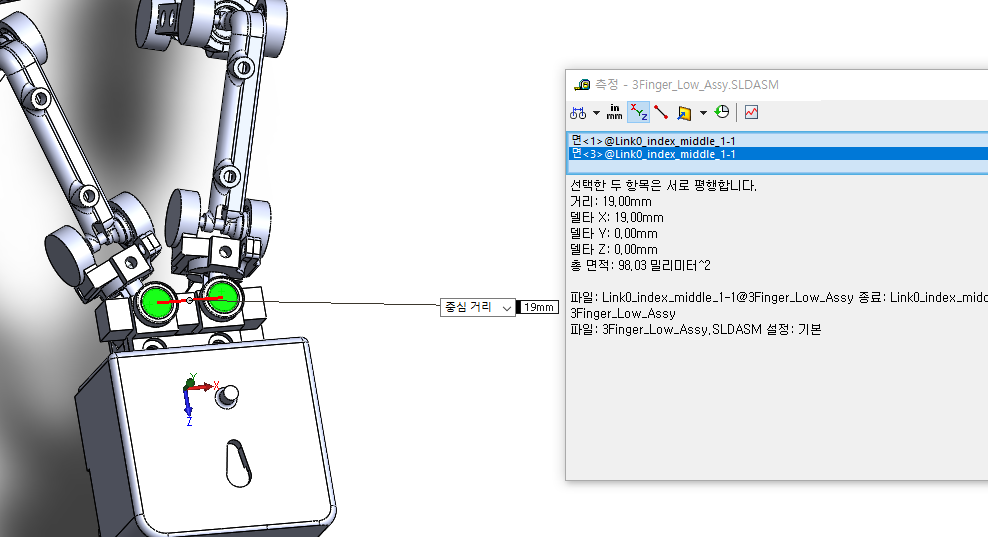 측정 - 3Finger_Low_Assy.SLDASM
in
mm
X Y Z
면<1>@Link0_index_middle_1-1
면<3>@Link0_index_middle_1-1
선택한 두 항목은 서로 평행합니다.
거리: 19.00mm
델타 X: 19.00mm
델타 Y: 0.00mm
델타 Z: 0.00mm
총 면적: 98.03 밀리미터^2
파일: Link0_index_middle_1-1@3Finger_Low_Assy 종료: Link0_index_midd
3Finger_Low_Assy
파일: 3Finger_Low_Assy.SLDASM 설정: 기본
중심 거리 19mm
Y
X
Z